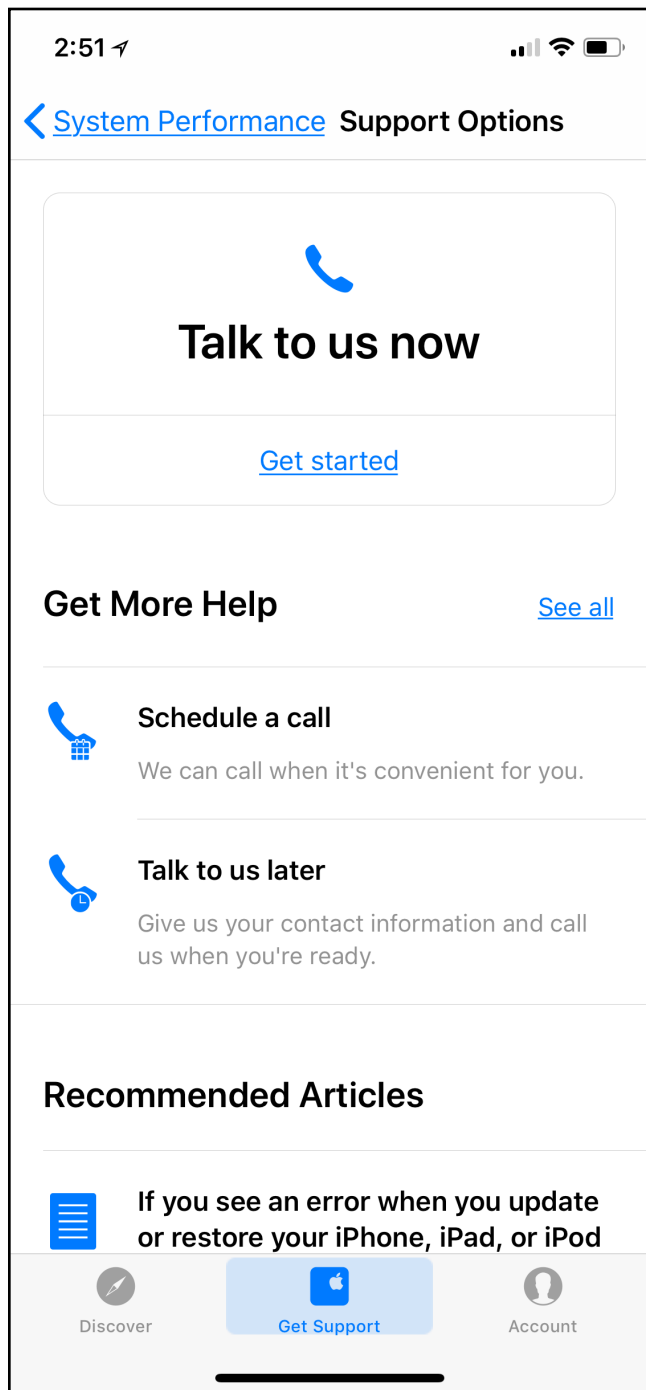 2:51
System Performance Support Options
Talk to us now
Get started
Get More Help See all
Schedule a call
We can call when it's convenient for you.
Talk to us later
Give us your contact information and call
us when you're ready.
Recommended Articles
If you see an error when you update
or restore your iPhone, iPad, or iPod
Discover Get Support Account